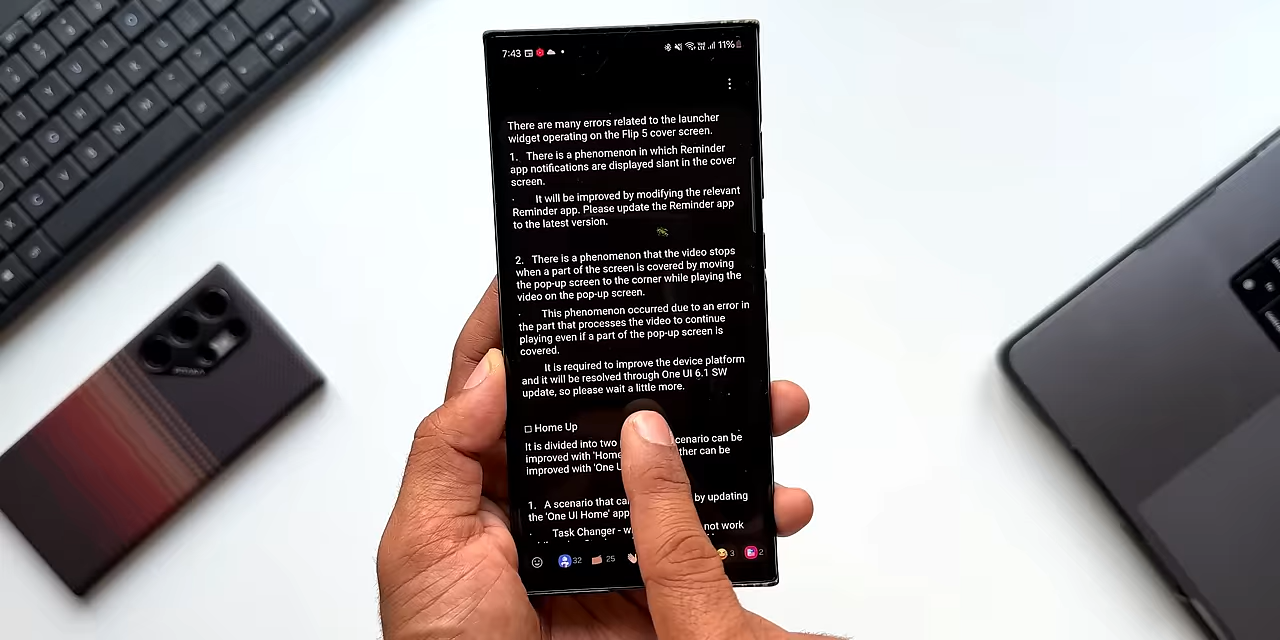 7:43 11%
There are many errors related to the launcher
widget operating on the Flip 5 cover screen.
1. There is a phenomenon in which Reminder
app notifications are displayed slant in the cover
screen.
· It will be improved by modifying the relevant
Reminder app. Please update the Reminder app
to the latest version.
2. There is a phenomenon that the video stops
when a part of the screen is covered by moving
the pop-up screen to the corner while playing the
video on the pop-up screen.
· This phenomenon occurred due to an error in
the part that processes the video to continue
playing even if a part of the pop-up screen is
covered.
It is required to improve the device platform
and it will be resolved through One UI 6.1 SW
update, so please wait a little more.
□ Home Up
It is divided into two cenario can be
improved with 'Home ther can be
improved with 'One U
1. A scenario that ca by updating
the 'One UI Home' app
· Task Changer - w not work
32 25 3 2